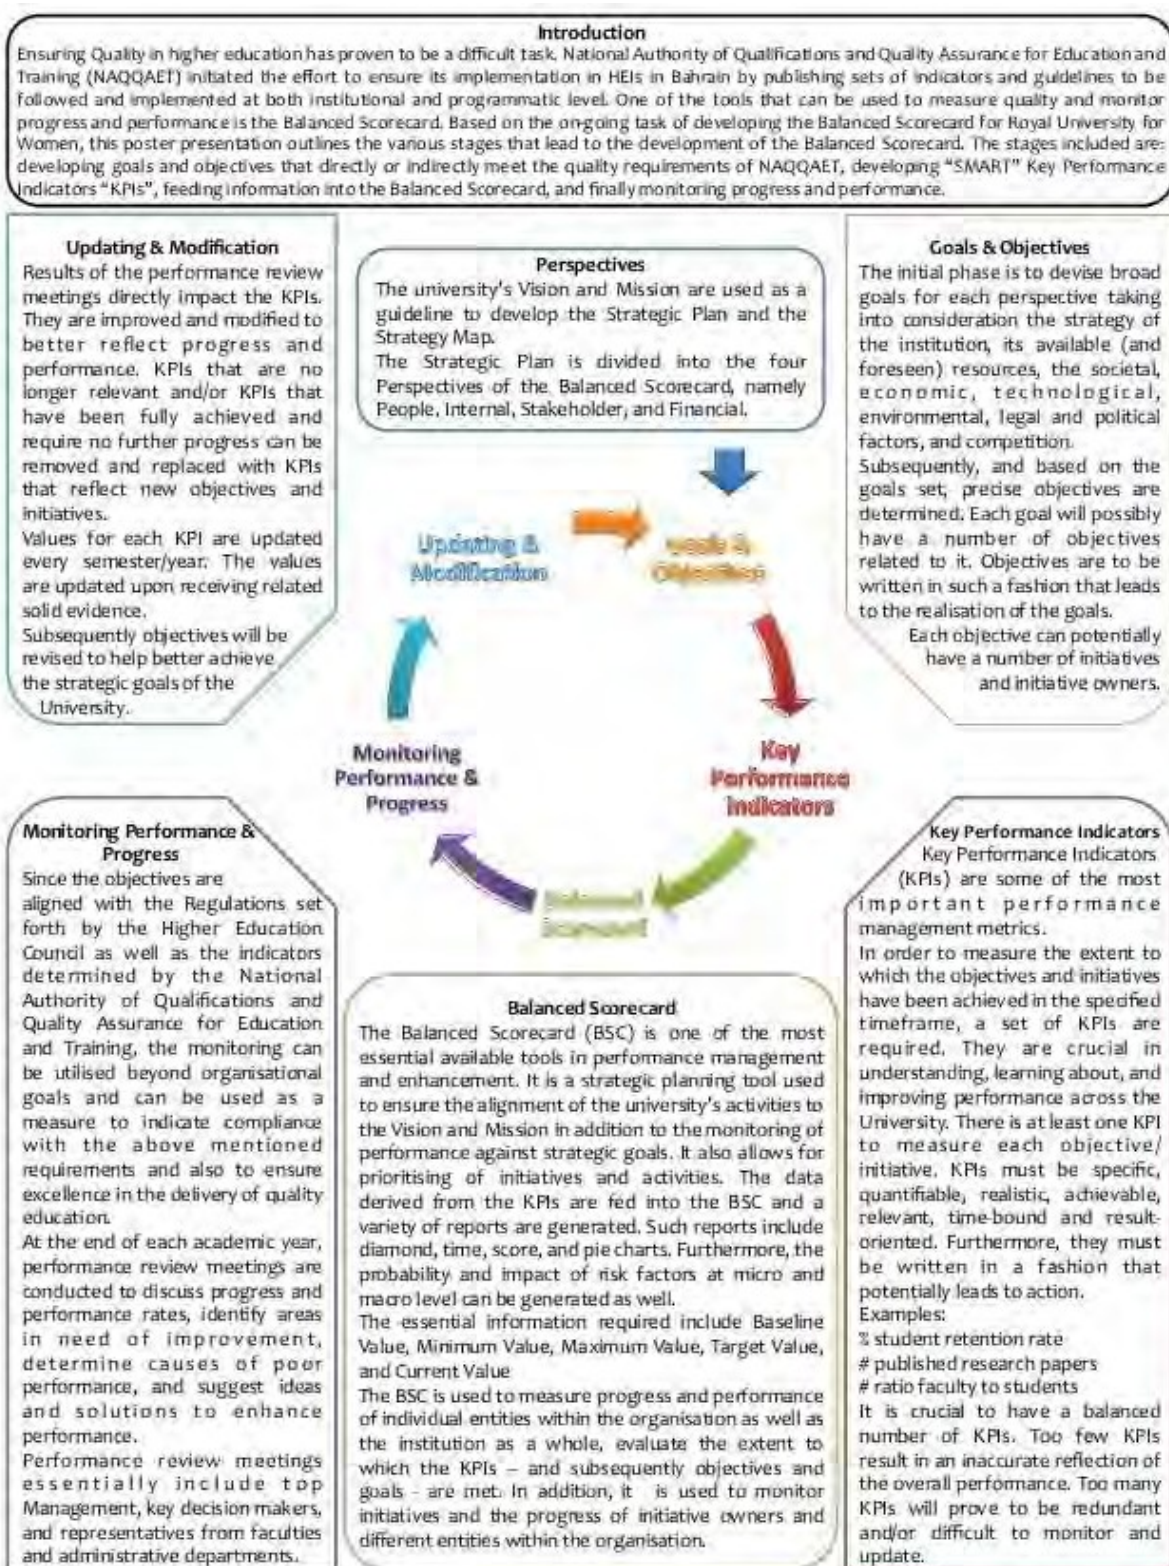 Introduction
Ensuring Quality in higher education has proven to be a difficult task. National Authority of Qualifications and Quality Assurance for Education and
Training (NAQQAET) initiated the effort to ensure its implementation in HEIs in Bahrain by publishing sets of indicators and guidelines to be
followed and implemented at both institutional and programmatic level. One of the tools that can be used to measure quality and monitor
progress and performance is the Balanced Scorecard. Based on the on-going task of developing the Balanced Scorecard for Royal University for
Women, this poster presentation outlines the various stages that lead to the development of the Balanced Scorecard. The stages included are:
developing goals and objectives that directly or indirectly meet the quality requirements of NAQQAET, developing “SMART” Key Performance
Indicators “KPIs”, feeding information into the Balanced Scorecard, and finally monitoring progress and performance.
Updating & Modification
Results of the performance review
meetings directly impact the KPIs.
They are improved and modified to
better reflect progress and
performance. KPIs that are no
longer relevant and/or KPIs that
have been fully achieved and
require no further progress can be
removed and replaced with KPIs
that reflect new objectives and
initiatives.
Values for each KPI are updated
every semester/year. The values
are updated upon receiving related
solid evidence.
Subsequently objectives will be
revised to help better achieve
the strategic goals of the
University.
Perspectives
The university's Vision and Mission are used as a
guideline to develop the Strategic Plan and the
Strategy Map.
The Strategic Plan is divided into the four
Perspectives of the Balanced Scorecard, namely
People, Internal, Stakeholder, and Financial.
Goals & Objectives
The initial phase is to devise broad
goals for each perspective taking
into consideration the strategy of
the institution, its available (and
foreseen) resources, the societal,
economic, technological,
environmental, legal and political
factors, and competition.
Subsequently, and based on the
goals set, precise objectives are
determined. Each goal will possibly
have a number of objectives
related to it. Objectives are to be
written in such a fashion that leads
to the realisation of the goals.
Each objective can potentially
have a number of initiatives
and initiative owners.
Updating &
Modification
Goals &
Objectives
Key
Performance
Indicators
Balanced
Scorecard
Monitoring
Performance &
Progress
Monitoring Performance &
Progress
Since the objectives are
aligned with the Regulations set
forth by the Higher Education
Council as well as the indicators
determined by the National
Authority of Qualifications and
Quality Assurance for Education
and Training, the monitoring can
be utilised beyond organisational
goals and can be used as a
measure to indicate compliance
with the above mentioned
requirements and also to ensure
excellence in the delivery of quality
education.
At the end of each academic year,
performance review meetings are
conducted to discuss progress and
performance rates, identify areas
in need of improvement,
determine causes of poor
performance, and suggest ideas
and solutions to enhance
performance.
Performance review meetings
essentially include top
Management, key decision makers,
and representatives from faculties
and administrative departments.
Balanced Scorecard
The Balanced Scorecard (BSC) is one of the most
essential available tools in performance management
and enhancement. It is a strategic planning tool used
to ensure the alignment of the university's activities to
the Vision and Mission in addition to the monitoring of
performance against strategic goals. It also allows for
prioritising of initiatives and activities. The data
derived from the KPIs are fed into the BSC and a
variety of reports are generated. Such reports include
diamond, time, score, and pie charts. Furthermore, the
probability and impact of risk factors at micro and
macro level can be generated as well.
The essential information required include Baseline
Value, Minimum Value, Maximum Value, Target Value,
and Current Value
The BSC is used to measure progress and performance
of individual entities within the organisation as well as
the institution as a whole, evaluate the extent to
which the KPIs – and subsequently objectives and
goals - are met. In addition, it is used to monitor
initiatives and the progress of initiative owners and
different entities within the organisation.
Key Performance Indicators
Key Performance Indicators
(KPIs) are some of the most
important performance
management metrics.
In order to measure the extent to
which the objectives and initiatives
have been achieved in the specified
timeframe, a set of KPIs are
required. They are crucial in
understanding, learning about, and
improving performance across the
University. There is at least one KPI
to measure each objective/
initiative. KPIs must be specific,
quantifiable, realistic, achievable,
relevant, time-bound and result-
oriented. Furthermore, they must
be written in a fashion that
potentially leads to action.
Examples:
% student retention rate
# published research papers
# ratio faculty to students
It is crucial to have a balanced
number of KPIs. Too few KPIs
result in an inaccurate reflection of
the overall performance. Too many
KPIs will prove to be redundant
and/or difficult to monitor and
update.